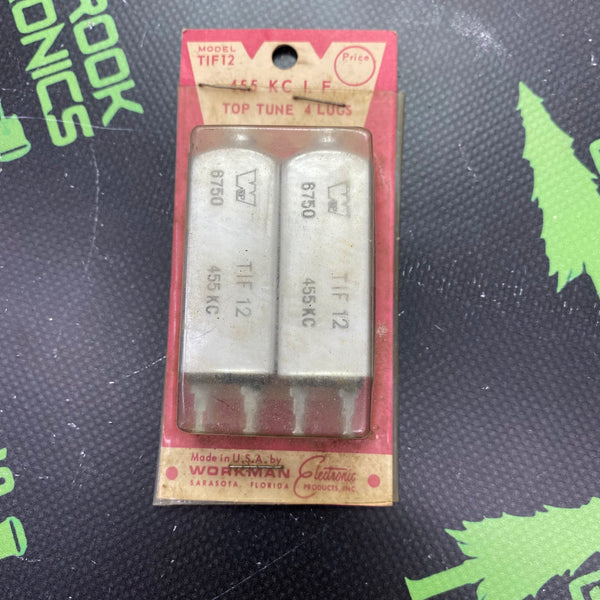 MODEL
TIF12
Price
455 KC I. F.
TOP TUNE 4 LUGS
6750
TIF 12
455 KC
6750
TIF 12
455 KC
Made in U.S.A. by
WORKMAN Electronic
SARASOTA, FLORIDA PRODUCTS, INC.
ROOK
ONICS